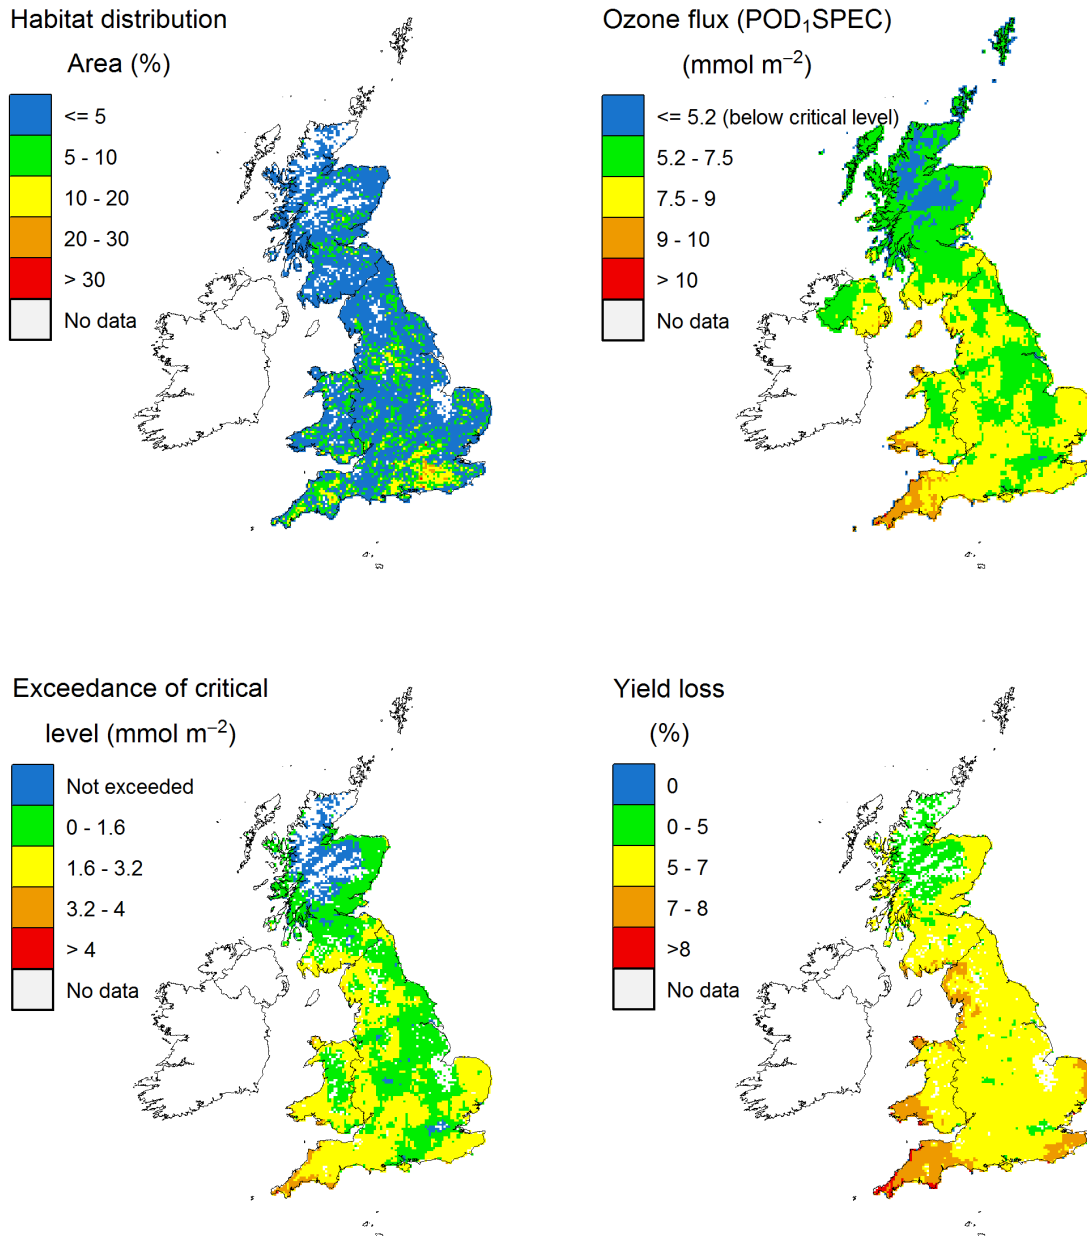 Habitat distribution
Area (%)
<= 5
5 - 10
10 - 20
20 - 30
> 30
No data
Ozone flux (POD₁SPEC)
(mmol m⁻²)
<= 5.2 (below critical level)
5.2 - 7.5
7.5 - 9
9 - 10
> 10
No data
Exceedance of critical
level (mmol m⁻²)
Not exceeded
0 - 1.6
1.6 - 3.2
3.2 - 4
> 4
No data
Yield loss
(%)
0
0 - 5
5 - 7
7 - 8
>8
No data